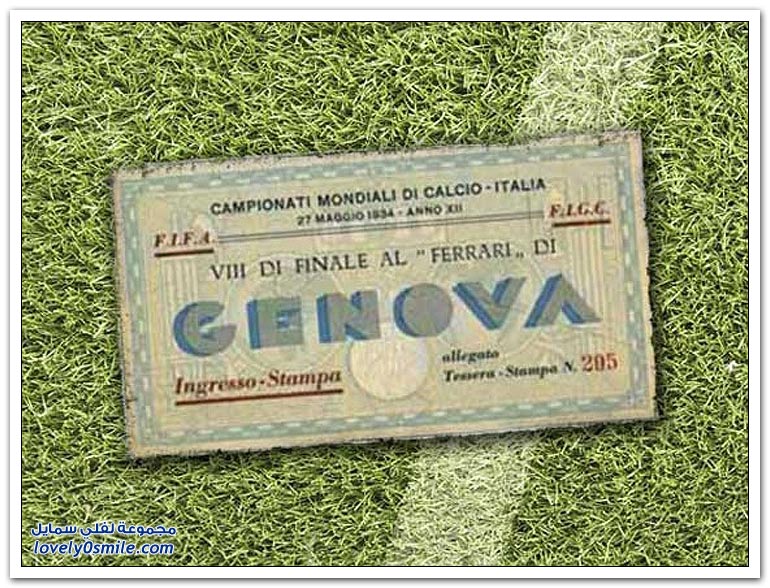 CAMPIONATI MONDIALI DI CALCIO - ITALIA
27 MAGGIO 1934 - ANNO XII
F.I.F.A.
F.I.G.C.
VIII DI FINALE AL "FERRARI„ DI
GENOVA
Ingresso - Stampa
allegato
Tessera - Stampa N. 205
مجموعة لفلي سمايل
lovely0smile.com